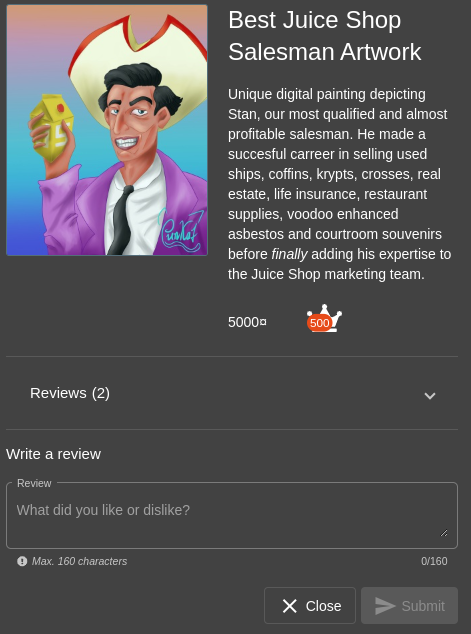 Best Juice Shop
Salesman Artwork
Unique digital painting depicting
Stan, our most qualified and almost
profitable salesman. He made a
succesful carreer in selling used
ships, coffins, krypts, crosses, real
estate, life insurance, restaurant
supplies, voodoo enhanced
asbestos and courtroom souvenirs
before finally adding his expertise to
the Juice Shop marketing team.
5000¤
500
Reviews (2)
Write a review
Review
What did you like or dislike?
Max. 160 characters
0/160
Close
Submit